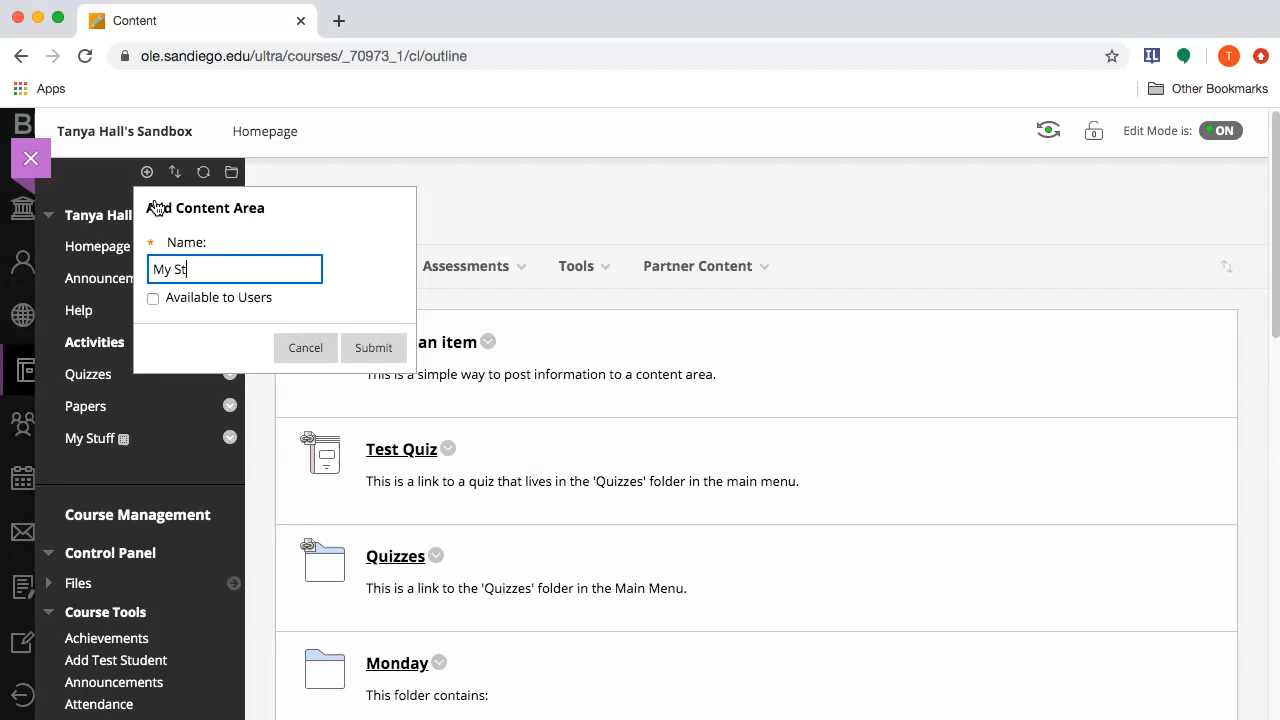 Content
ole.sandiego.edu/ultra/courses/_70973_1/cl/outline
IL
T
Apps
Other Bookmarks
Tanya Hall's Sandbox
Homepage
Edit Mode is:
ON
Add Content Area
Name:
My St
Available to Users
Cancel
Submit
Tanya Hall
Homepage
Help
Activities
Quizzes
Papers
My Stuff
Course Management
Control Panel
Files
Course Tools
Achievements
Add Test Student
Announcements
Attendance
Assessments
Tools
Partner Content
an item
This is a simple way to post information to a content area.
Test Quiz
This is a link to a quiz that lives in the 'Quizzes' folder in the main menu.
Quizzes
This is a link to the 'Quizzes' folder in the Main Menu.
Monday
This folder contains: